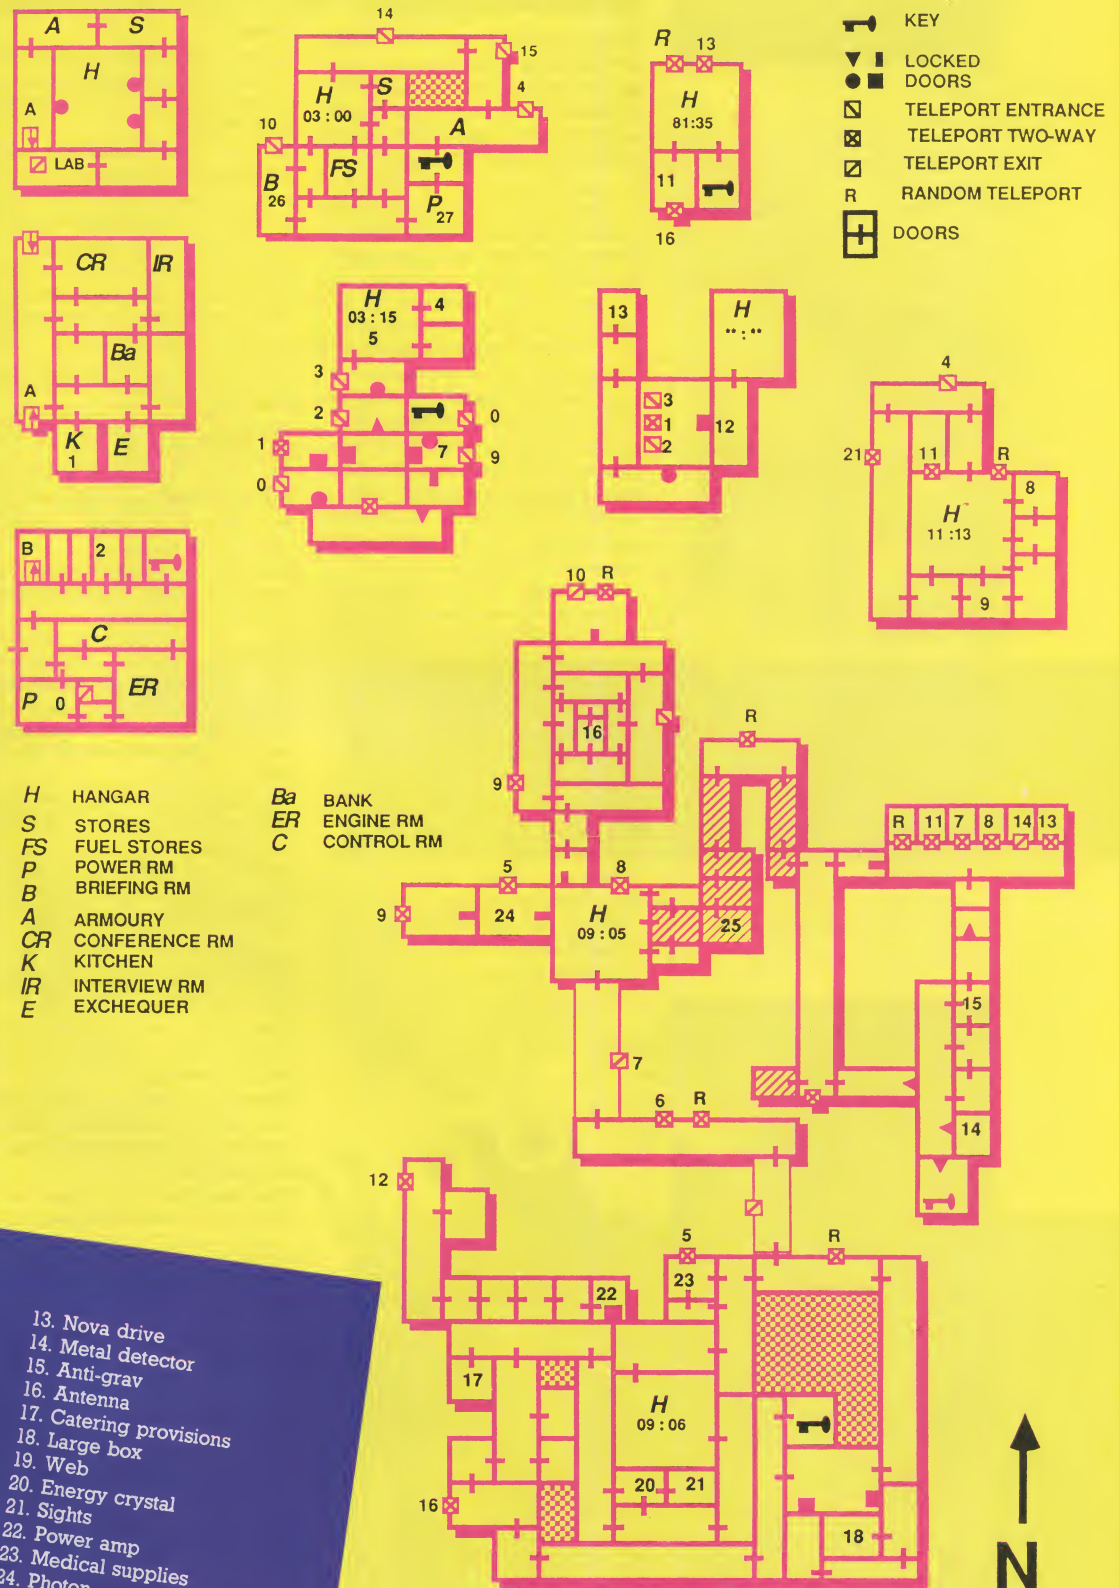 KEY
LOCKED
DOORS
TELEPORT ENTRANCE
TELEPORT TWO-WAY
TELEPORT EXIT
R RANDOM TELEPORT
DOORS
A S
H
A
LAB
14
15
4
H
03 : 00
S
A
10
FS
B
26
P 27
R 13
H
81:35
11
16
CR IR
Ba
A
K
1
E
H
03 : 15
5
4
3
2
0
1
7
9
0
13
H
** : **
3
1
2
12
4
21
11
R
8
H
11 :13
9
B
2
C
P 0
ER
10 R
16
9
R
R 11 7 8 14 13
5
8
9
24
H
09 : 05
25
15
7
6 R
14
H HANGAR
S STORES
FS FUEL STORES
P POWER RM
B BRIEFING RM
A ARMOURY
CR CONFERENCE RM
K KITCHEN
IR INTERVIEW RM
E EXCHEQUER
Ba BANK
ER ENGINE RM
C CONTROL RM
12
5
R
23
22
17
H
09 : 06
20 21
16
18
N
13. Nova drive
14. Metal detector
15. Anti-grav
16. Antenna
17. Catering provisions
18. Large box
19. Web
20. Energy crystal
21. Sights
22. Power amp
23. Medical supplies
24. Photon